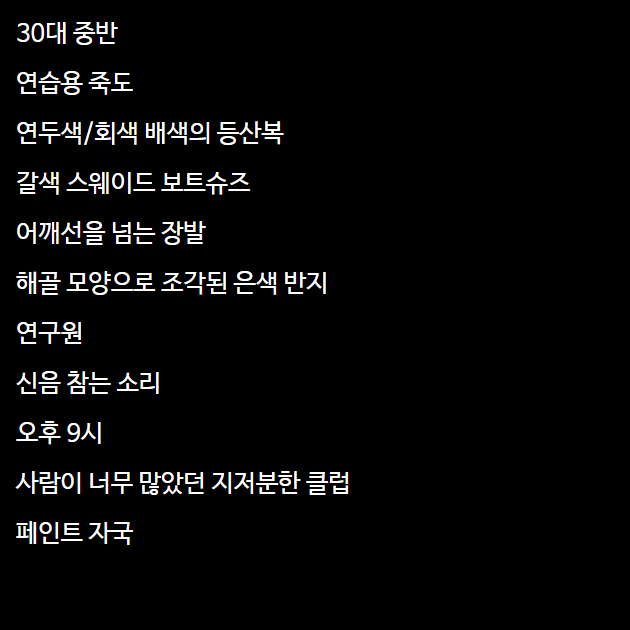 30대 중반
연습용 죽도
연두색/회색 배색의 등산복
갈색 스웨이드 보트슈즈
어깨선을 넘는 장발
해골 모양으로 조각된 은색 반지
연구원
신음 참는 소리
오후 9시
사람이 너무 많았던 지저분한 클럽
페인트 자국